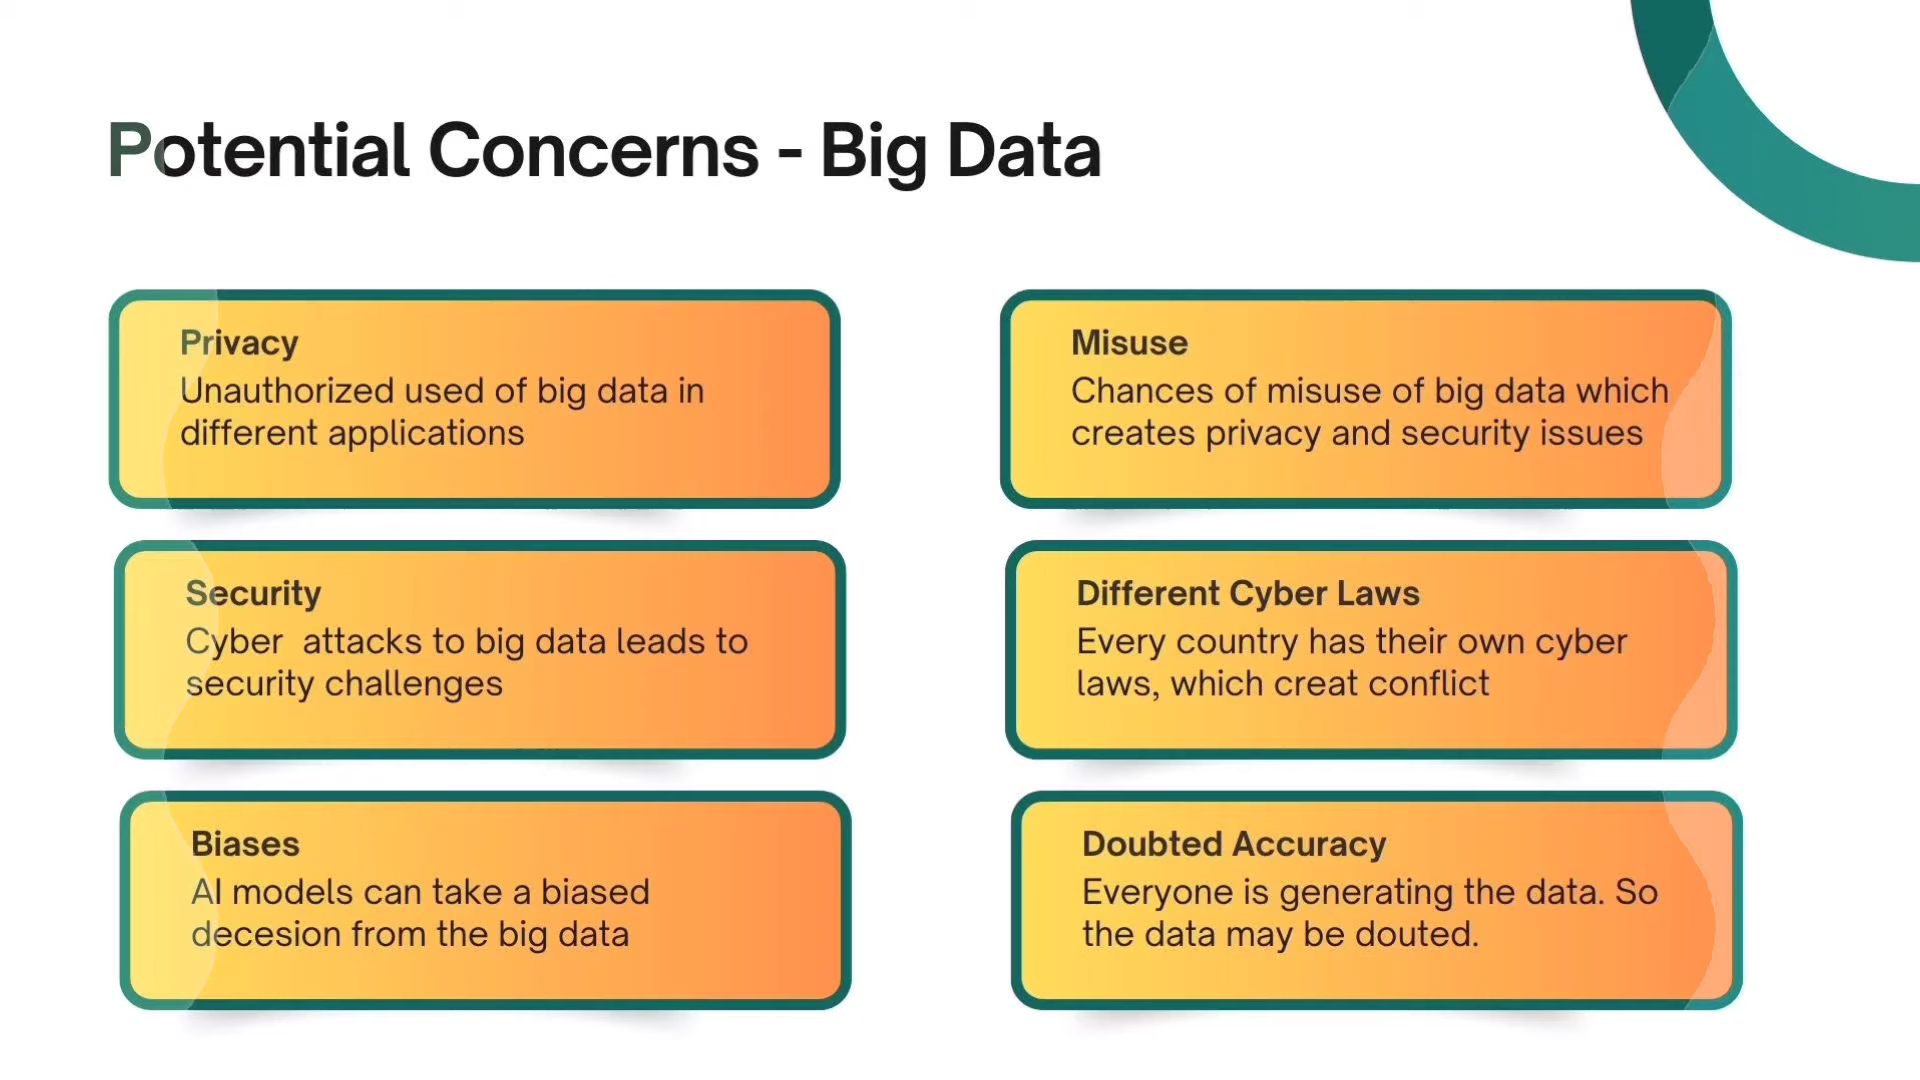 Potential Concerns - Big Data
Privacy
Unauthorized used of big data in
different applications
Misuse
Chances of misuse of big data which
creates privacy and security issues
Security
Cyber  attacks to big data leads to
security challenges
Different Cyber Laws
Every country has their own cyber
laws, which creat conflict
Biases
AI models can take a biased
decesion from the big data
Doubted Accuracy
Everyone is generating the data. So
the data may be douted.